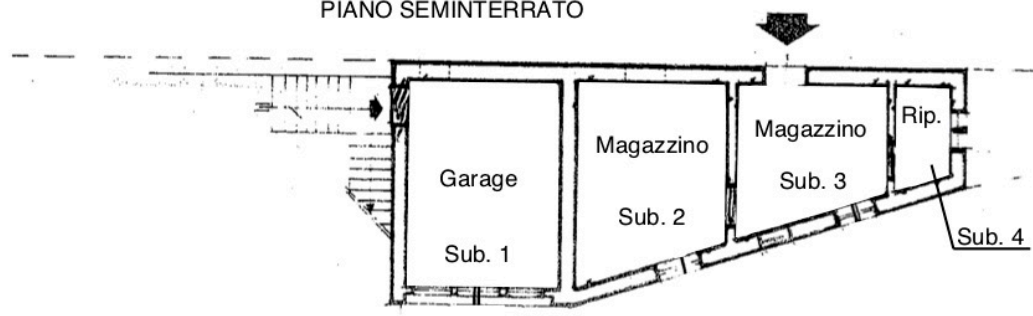 PIANO SEMINTERRATO
Garage
Sub. 1
Magazzino
Sub. 2
Magazzino
Sub. 3
Rip.
Sub. 4